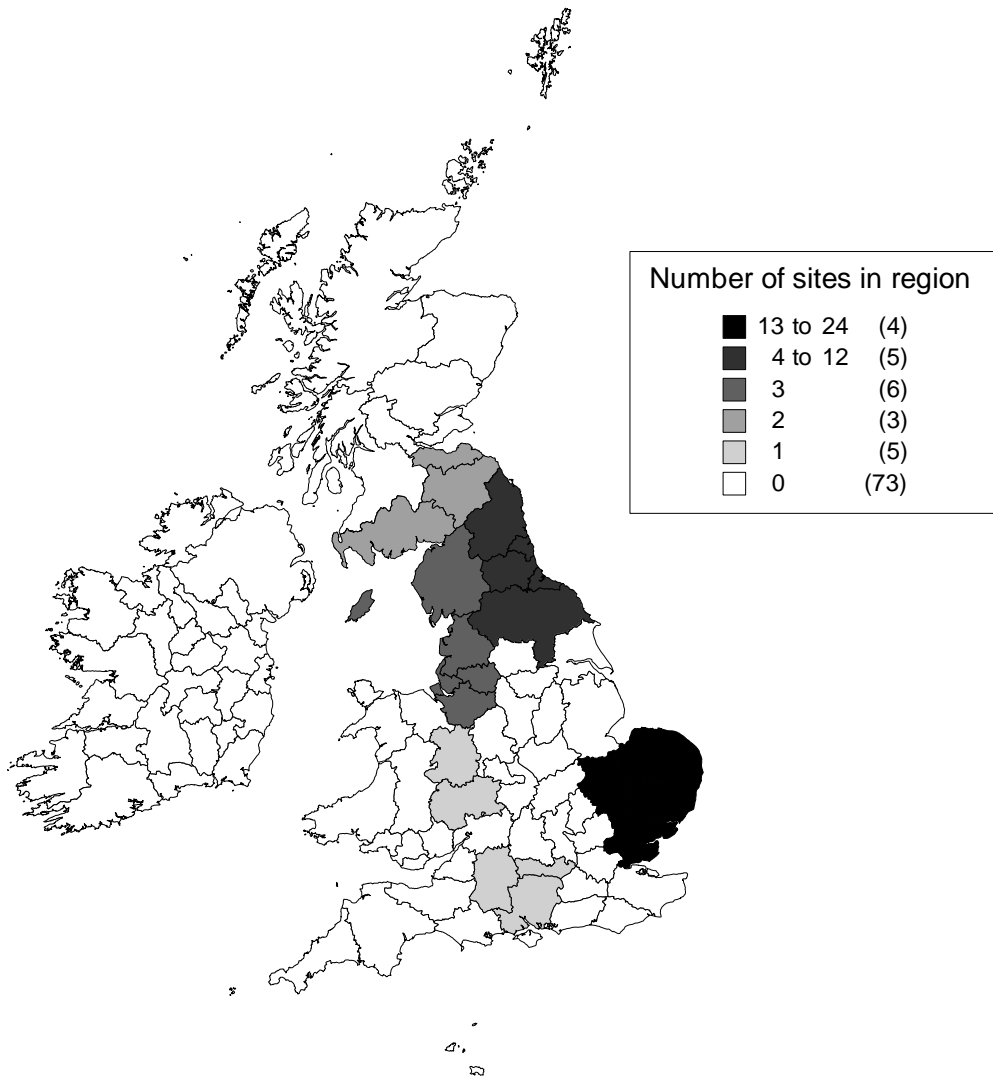 Number of sites in region
13 to 24 (4)
4 to 12 (5)
3 (6)
2 (3)
1 (5)
0 (73)